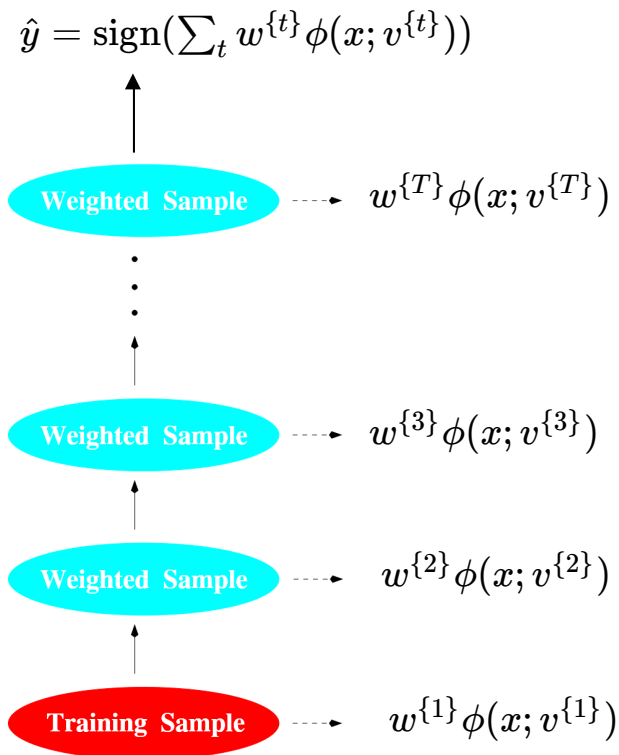 ŷ = sign(∑_t w^{t} ϕ(x; v^{t}))
Weighted Sample w^{T} ϕ(x; v^{T})
Weighted Sample w^{3} ϕ(x; v^{3})
Weighted Sample w^{2} ϕ(x; v^{2})
Training Sample w^{1} ϕ(x; v^{1})